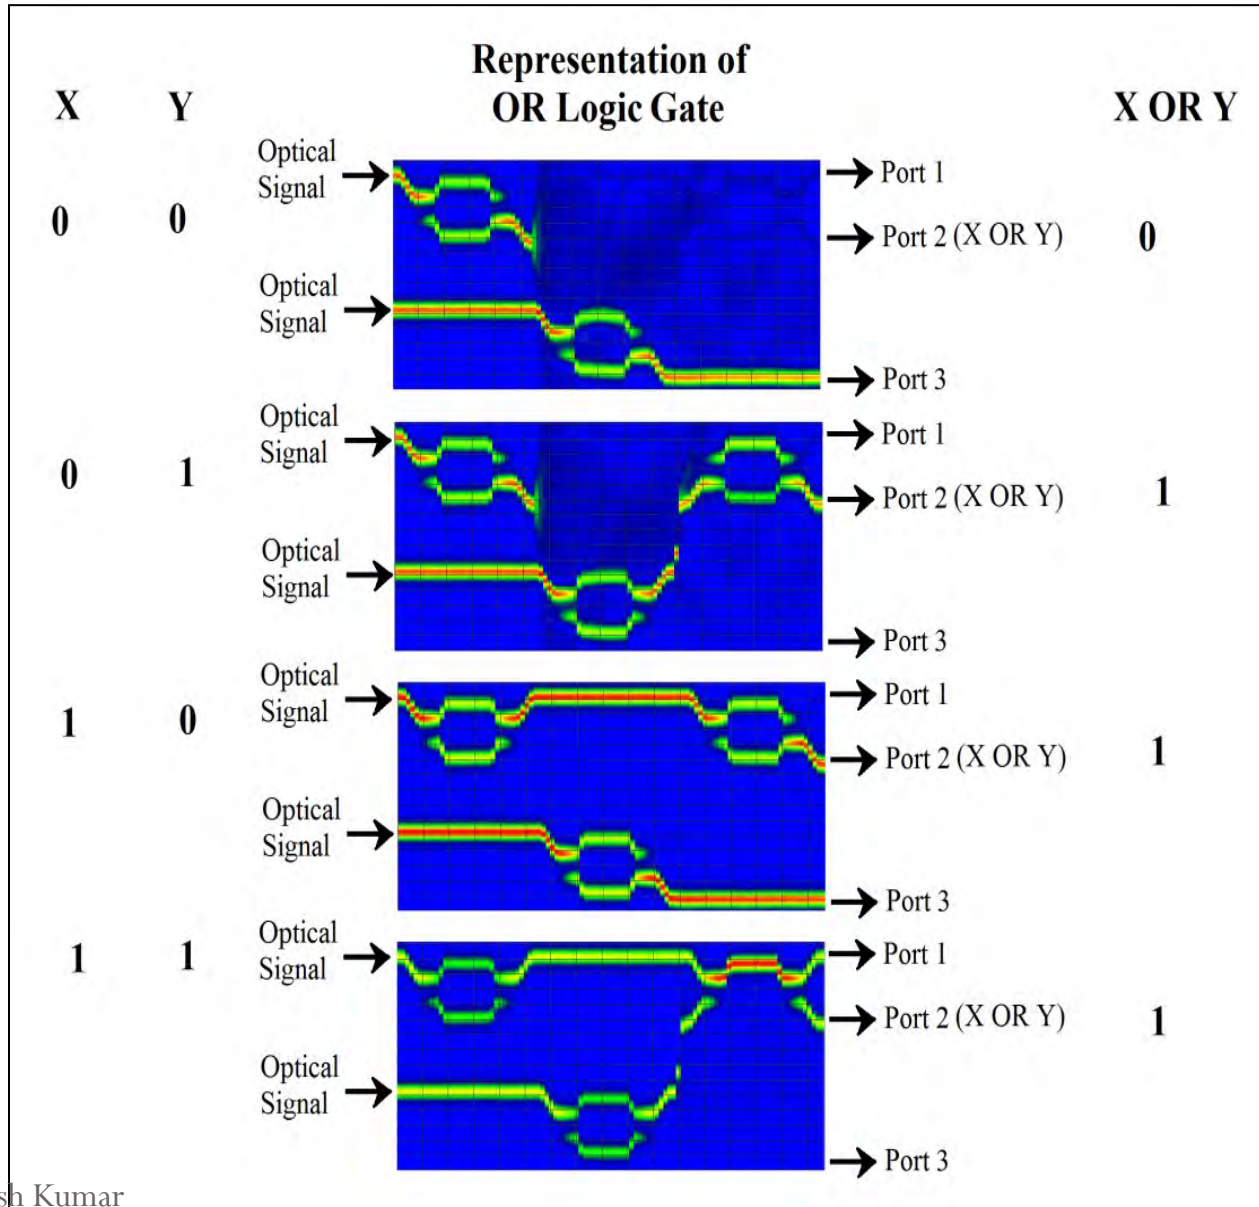 Representation of
OR Logic Gate
X Y X OR Y
Optical
Signal
Port 1
0 0
Port 2 (X OR Y)
0
Optical
Signal
Port 3
Optical
Signal
Port 1
0 1
Port 2 (X OR Y)
1
Optical
Signal
Port 3
Optical
Signal
Port 1
1 0
Port 2 (X OR Y)
1
Optical
Signal
Port 3
Optical
Signal
Port 1
1 1
Port 2 (X OR Y)
1
Optical
Signal
Port 3
Kumar